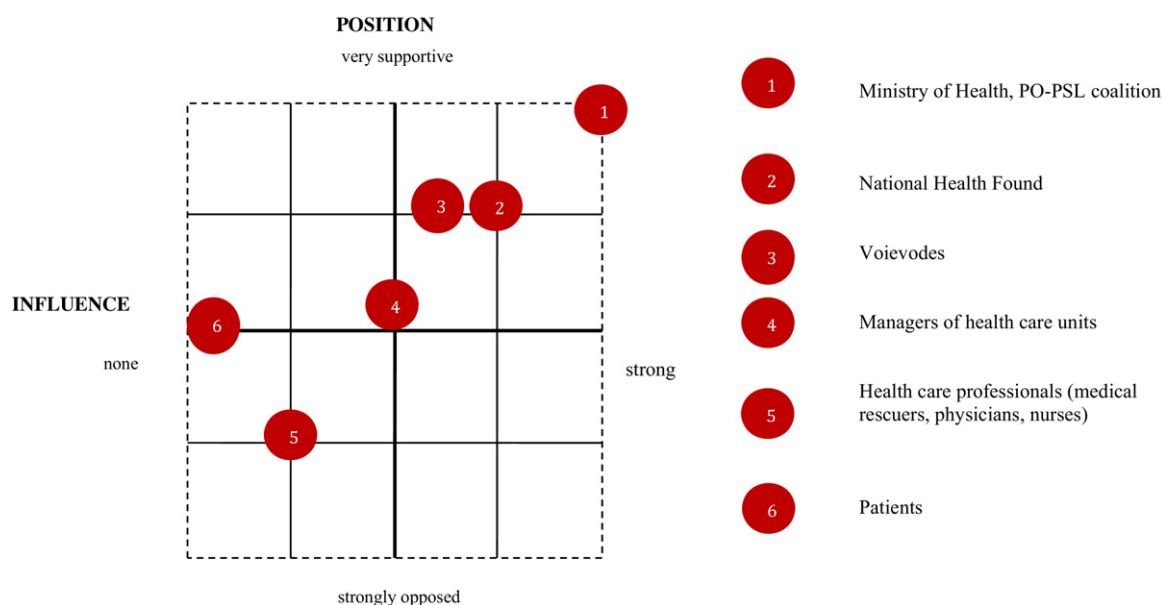 POSITION
very supportive
1
3
2
4
INFLUENCE
6
none
strong
5
strongly opposed
1 Ministry of Health, PO-PSL coalition
2 National Health Found
3 Voievodes
4 Managers of health care units
5 Health care professionals (medical
rescuers, physicians, nurses)
6 Patients